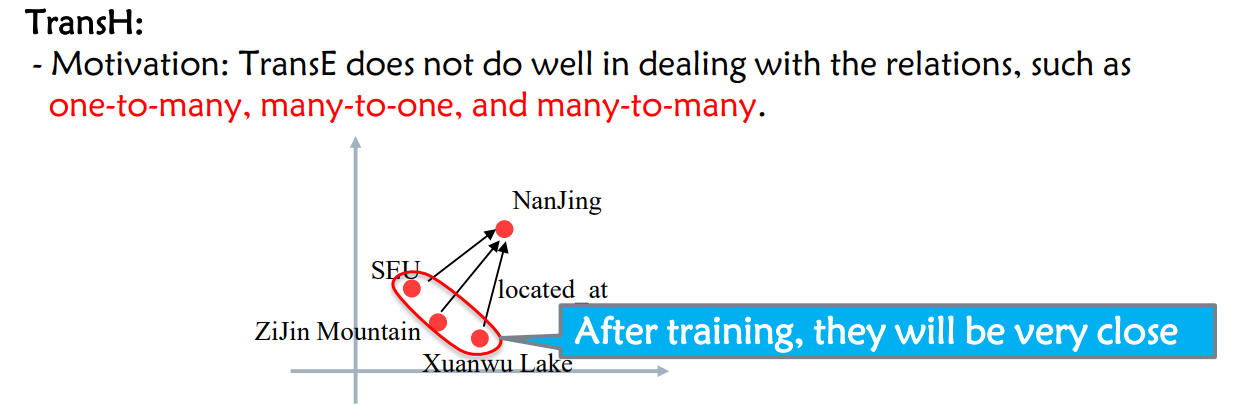 TransH:
- Motivation: TransE does not do well in dealing with the relations, such as
one-to-many, many-to-one, and many-to-many.
NanJing
SEU
located_at
ZiJin Mountain
After training, they will be very close
Xuanwu Lake